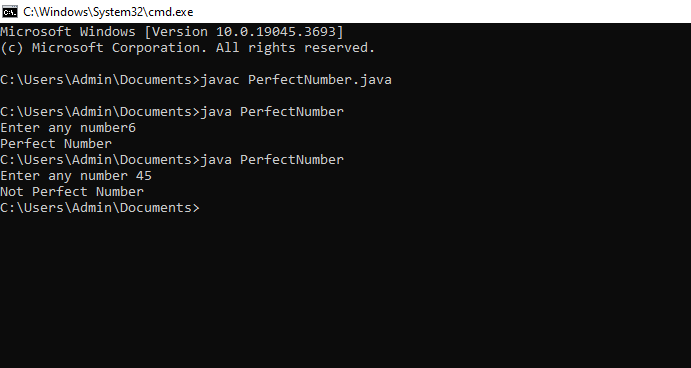 C:\Windows\System32\cmd.exe
Microsoft Windows [Version 10.0.19045.3693]
(c) Microsoft Corporation. All rights reserved.
C:\Users\Admin\Documents>javac PerfectNumber.java
C:\Users\Admin\Documents>java PerfectNumber
Enter any number6
Perfect Number
C:\Users\Admin\Documents>java PerfectNumber
Enter any number 45
Not Perfect Number
C:\Users\Admin\Documents>